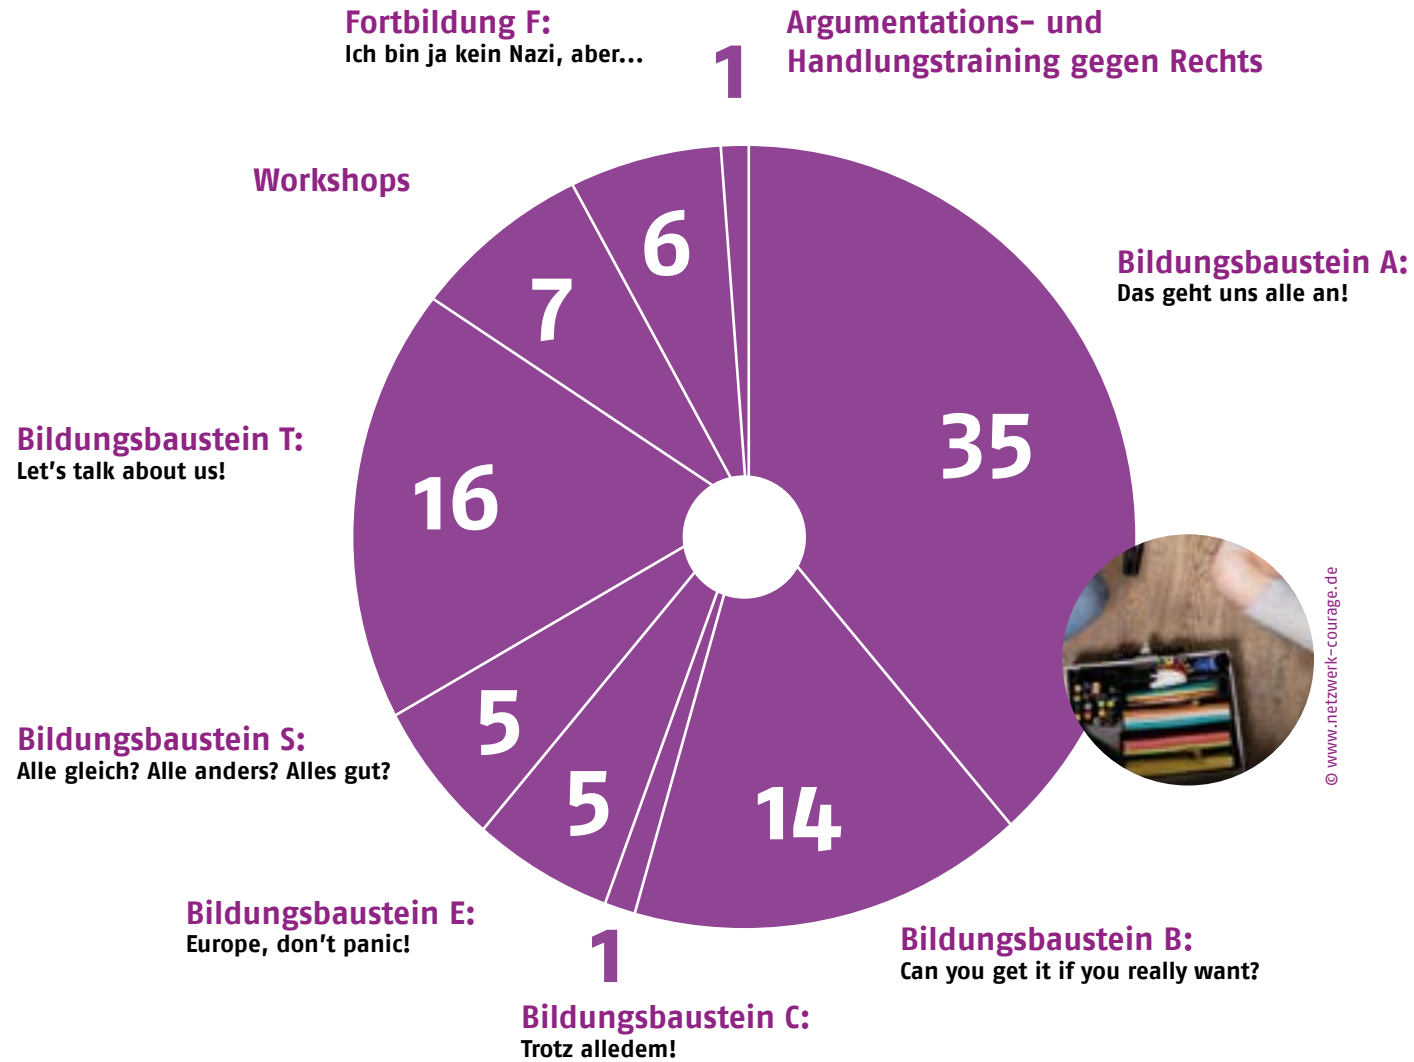 Fortbildung F:
Ich bin ja kein Nazi, aber...
1
Argumentations- und
Handlungstraining gegen Rechts
Workshops
6
7
Bildungsbaustein A:
Das geht uns alle an!
35
Bildungsbaustein T:
Let's talk about us!
16
© www.netzwerk-courage.de
5
Bildungsbaustein S:
Alle gleich? Alle anders? Alles gut?
5
14
Bildungsbaustein E:
Europe, don't panic!
1
Bildungsbaustein B:
Can you get it if you really want?
Bildungsbaustein C:
Trotz alledem!